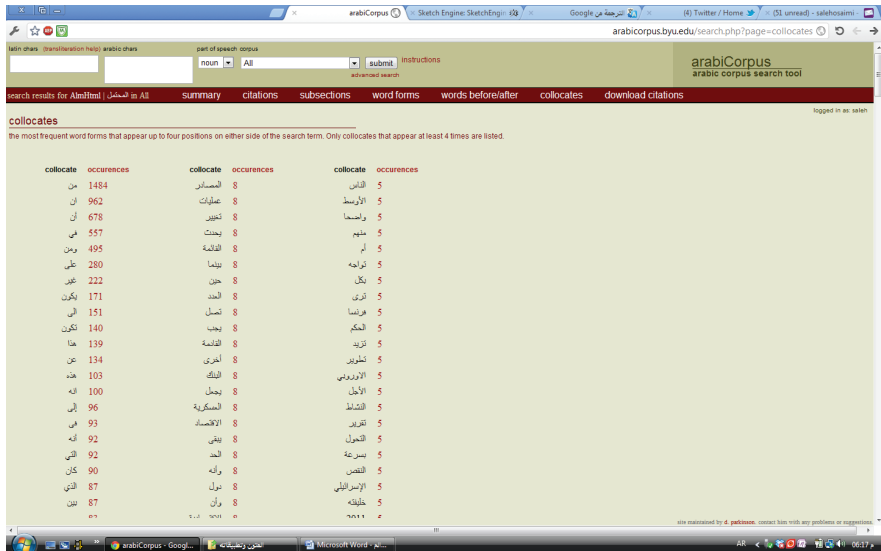 arabiCorpus
Sketch Engine: SketchEngin
الترجمة من Google
(4) Twitter / Home
(51 unread) - salehosaimi -
arabicorpus.byu.edu/search.php?page=collocates
latin chars (transliteration help) arabic chars part of speech corpus
noun All submit instructions
advanced search
arabiCorpus
arabic corpus search tool
search results for AlmHtml | المحتمل in All summary citations subsections word forms words before/after collocates download citations
logged in as: saleh
collocates
the most frequent word forms that appear up to four positions on either side of the search term. Only collocates that appear at least 4 times are listed.
collocate occurences collocate occurences collocate occurences
من 1484 المصادر 8 الناس 5
ان 962 عمليات 8 الأوسط 5
أن 678 تغيير 8 واضحا 5
في 557 يحدث 8 منهم 5
ومن 495 القائمة 8 أم 5
على 280 بينما 8 تواجه 5
غير 222 حين 8 بكل 5
يكون 171 العدد 8 ترى 5
الى 151 تصل 8 فرنسا 5
تكون 140 يجب 8 الحكم 5
هذا 139 القادمة 8 تزيد 5
عن 134 أخرى 8 تطوير 5
هذه 103 البنك 8 الاوروبي 5
انه 100 يجعل 8 الأجل 5
إلى 96 العسكرية 8 النشاط 5
فى 93 الاقتصاد 8 تقرير 5
أنه 92 يبقى 8 التحول 5
التي 92 الحد 8 بسرعة 5
كان 90 وأنه 8 النقص 5
الذي 87 دول 8 الإسرائيلي 5
بين 87 وأن 8 خليفته 5
site maintained by d. parkinson. contact him with any problems or suggestions.
arabiCorpus - Googl... المتون وتطبيقاته Microsoft Word AR 06:17 م